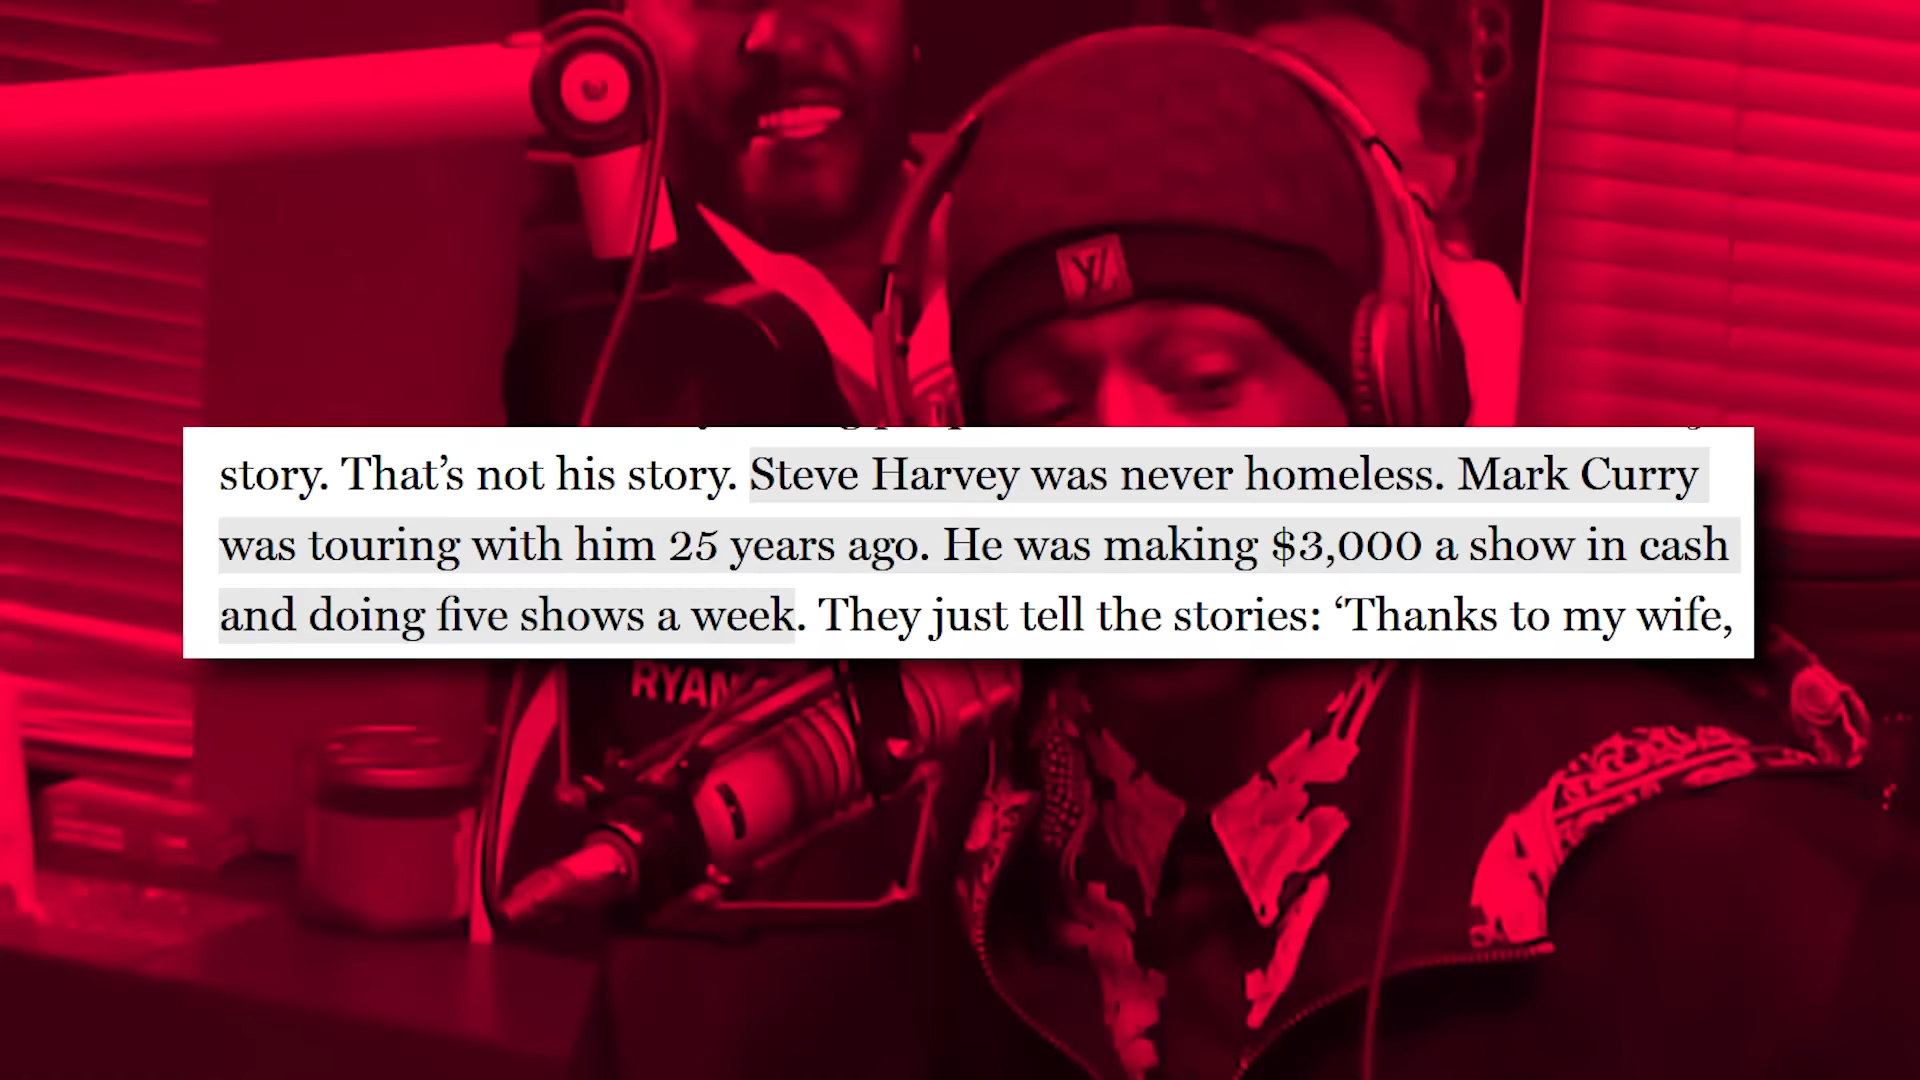 LV
story. That’s not his story. Steve Harvey was never homeless. Mark Curry
was touring with him 25 years ago. He was making $3,000 a show in cash
and doing five shows a week. They just tell the stories: ‘Thanks to my wife,
RYAN